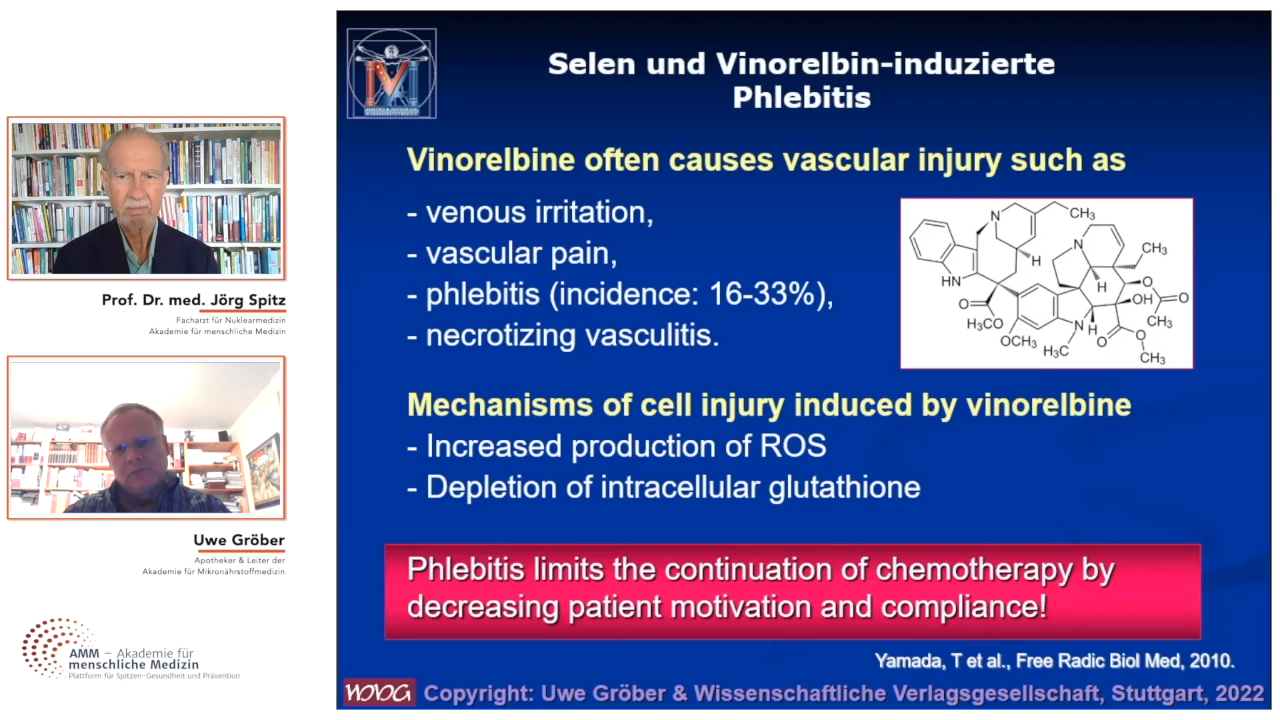 Selen und Vinorelbin-induzierte
Phlebitis
Vinorelbine often causes vascular injury such as
- venous irritation,
- vascular pain,
- phlebitis (incidence: 16-33%),
- necrotizing vasculitis.
N
CH₃
N
CH₃
H
HN
H
O
O
OH
O
H₃CO
N
H
CH₃
OCH₃
H₃C
O
O
CH₃
Mechanisms of cell injury induced by vinorelbine
- Increased production of ROS
- Depletion of intracellular glutathione
Phlebitis limits the continuation of chemotherapy by
decreasing patient motivation and compliance!
Yamada, T et al., Free Radic Biol Med, 2010.
Copyright: Uwe Gröber & Wissenschaftliche Verlagsgesellschaft, Stuttgart, 2022
Prof. Dr. med. Jörg Spitz
Facharzt für Nuklearmedizin
Akademie für menschliche Medizin
Uwe Gröber
Apotheker & Leiter der
Akademie für Mikronährstoffmedizin
AMM – Akademie für
menschliche Medizin
Plattform für Spitzen-Gesundheit und Prävention